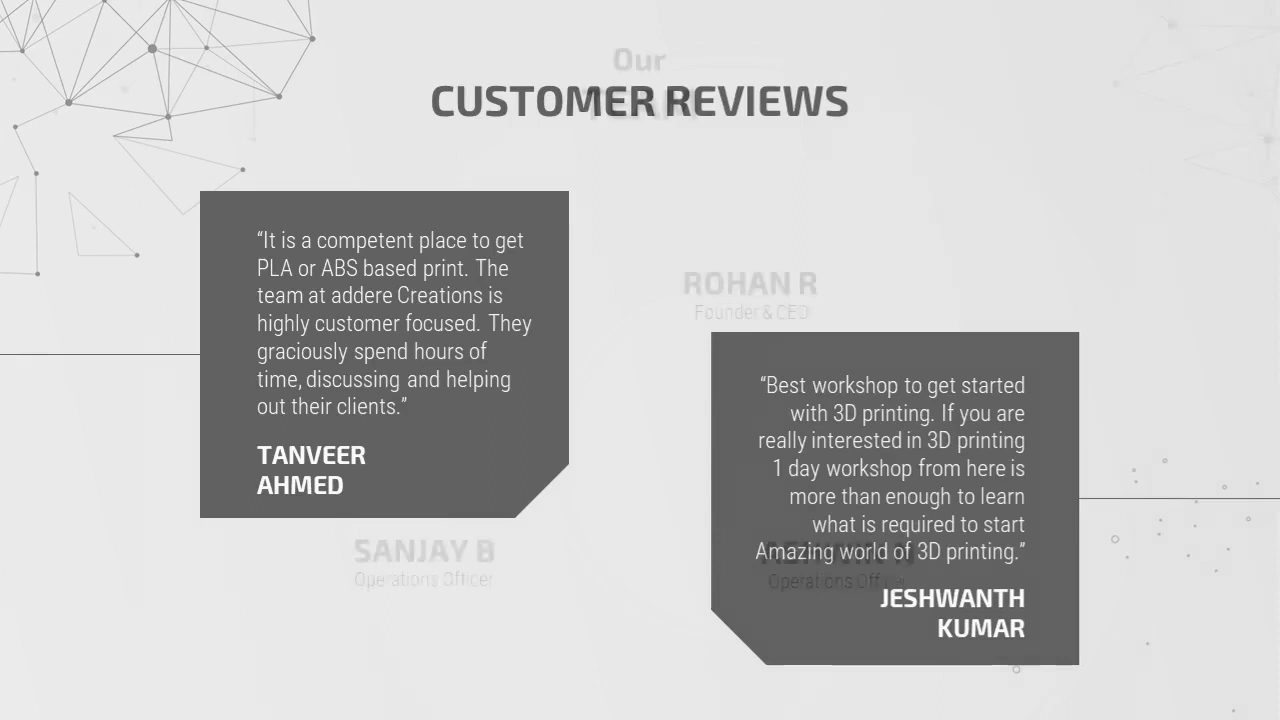 Our
CUSTOMER REVIEWS
TEAM
“It is a competent place to get
PLA or ABS based print. The
team at addere Creations is
highly customer focused. They
graciously spend hours of
time, discussing and helping
out their clients.”
TANVEER
AHMED
ROHAN R
Founder & CEO
“Best workshop to get started
with 3D printing. If you are
really interested in 3D printing
1 day workshop from here is
more than enough to learn
what is required to start
Amazing world of 3D printing.”
JESHWANTH
KUMAR
SANJAY B
Operations Officer
Operations Officer